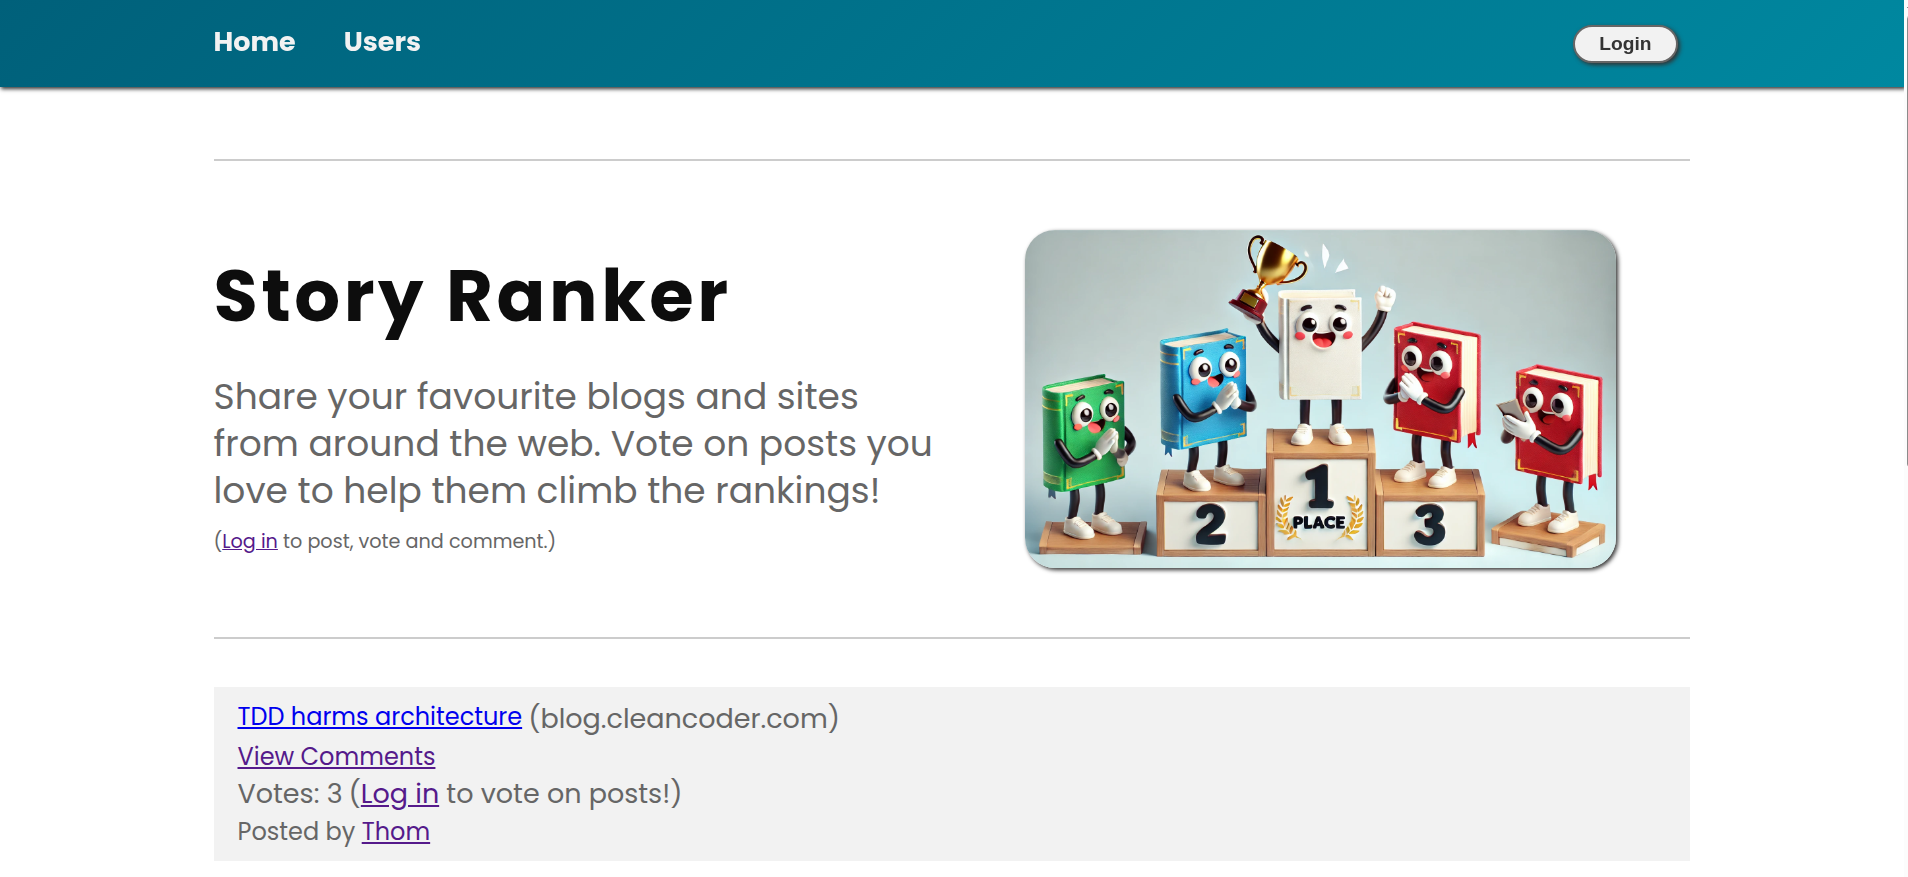 Home Users Login
Story Ranker
Share your favourite blogs and sites
from around the web. Vote on posts you
love to help them climb the rankings!
(Log in to post, vote and comment.)
1
PLACE
2
3
TDD harms architecture (blog.cleancoder.com)
View Comments
Votes: 3 (Log in to vote on posts!)
Posted by Thom